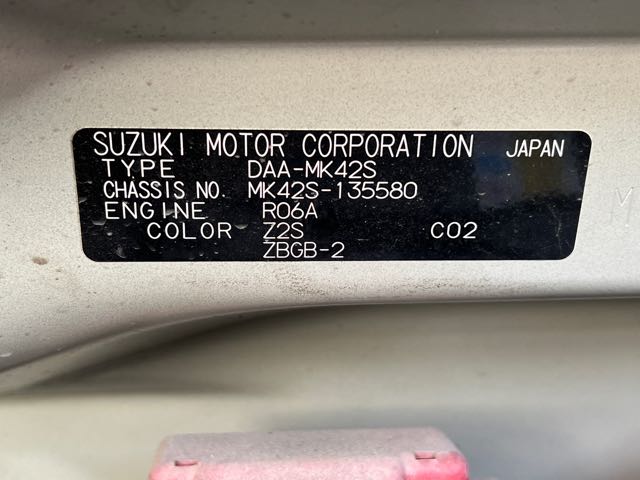 SUZUKI MOTOR CORPORATION JAPAN
TYPE DAA-MK42S
CHASSIS NO. MK42S-135580
ENGINE R06A
COLOR Z2S C02
ZBGB-2